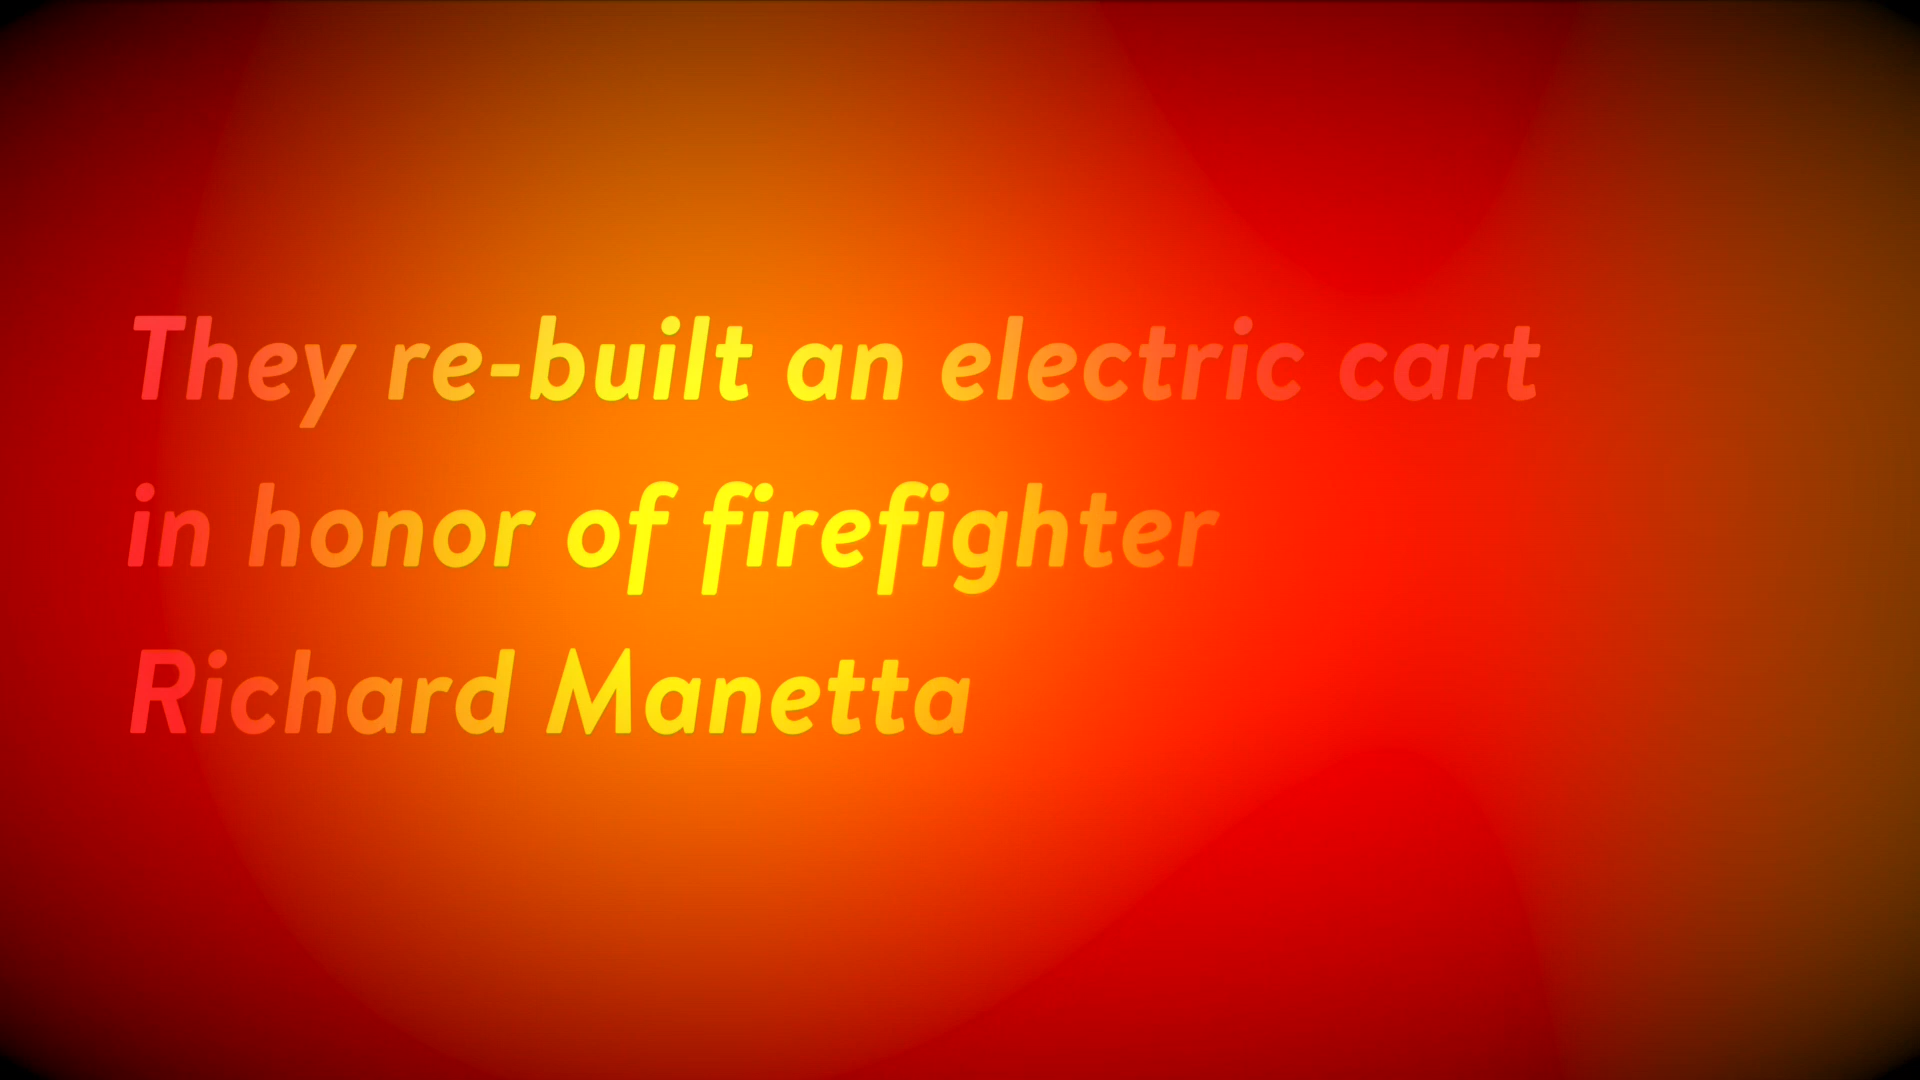 They re-built an electric cart
in honor of firefighter
Richard Manetta